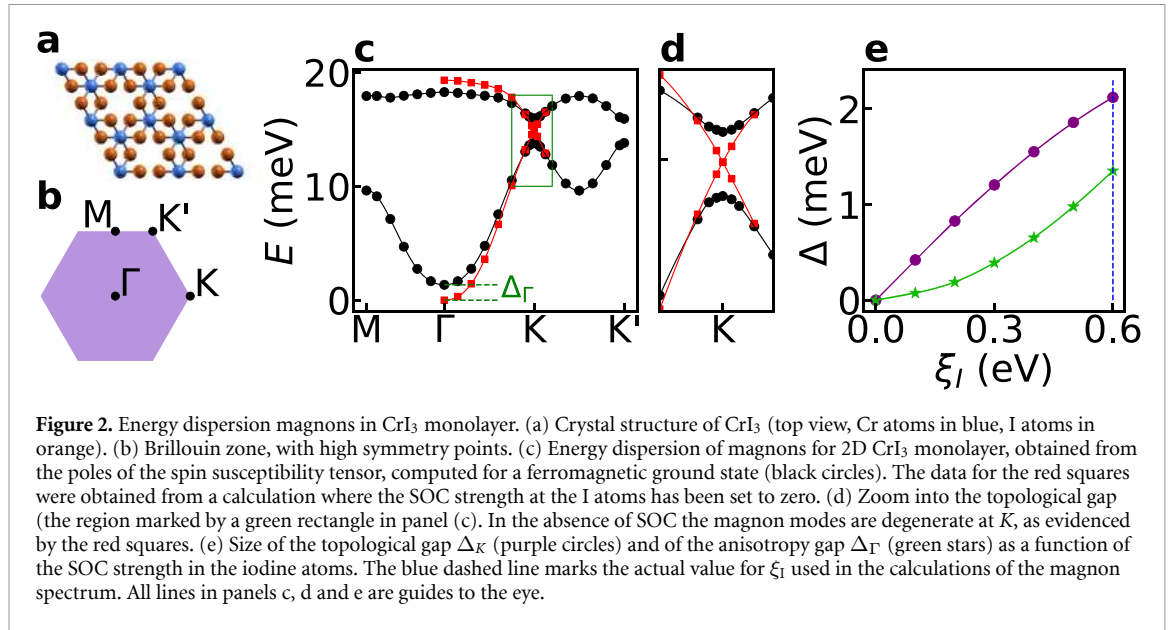 a
b
M
K'
Γ
K
c
20
10
0
E (meV)
Δ_Γ
M
Γ
K
K'
d
K
e
2
1
0
Δ (meV)
0.0
0.3
0.6
ξ_I (eV)
Figure 2. Energy dispersion magnons in CrI₃ monolayer. (a) Crystal structure of CrI₃ (top view, Cr atoms in blue, I atoms in
orange). (b) Brillouin zone, with high symmetry points. (c) Energy dispersion of magnons for 2D CrI₃ monolayer, obtained from
the poles of the spin susceptibility tensor, computed for a ferromagnetic ground state (black circles). The data for the red squares
were obtained from a calculation where the SOC strength at the I atoms has been set to zero. (d) Zoom into the topological gap
(the region marked by a green rectangle in panel (c). In the absence of SOC the magnon modes are degenerate at K, as evidenced
by the red squares. (e) Size of the topological gap Δ_K (purple circles) and of the anisotropy gap Δ_Γ (green stars) as a function of
the SOC strength in the iodine atoms. The blue dashed line marks the actual value for ξ_I used in the calculations of the magnon
spectrum. All lines in panels c, d and e are guides to the eye.